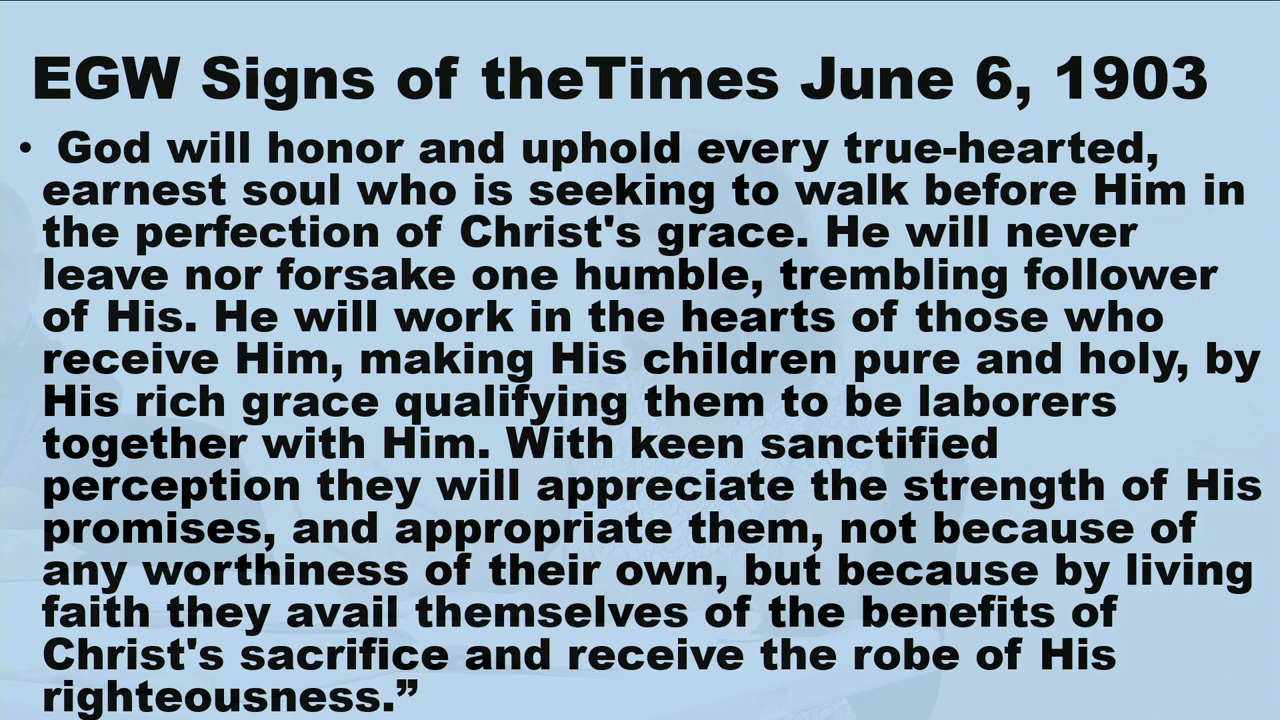 EGW Signs of theTimes June 6, 1903
• God will honor and uphold every true-hearted,
earnest soul who is seeking to walk before Him in
the perfection of Christ's grace. He will never
leave nor forsake one humble, trembling follower
of His. He will work in the hearts of those who
receive Him, making His children pure and holy, by
His rich grace qualifying them to be laborers
together with Him. With keen sanctified
perception they will appreciate the strength of His
promises, and appropriate them, not because of
any worthiness of their own, but because by living
faith they avail themselves of the benefits of
Christ's sacrifice and receive the robe of His
righteousness.”